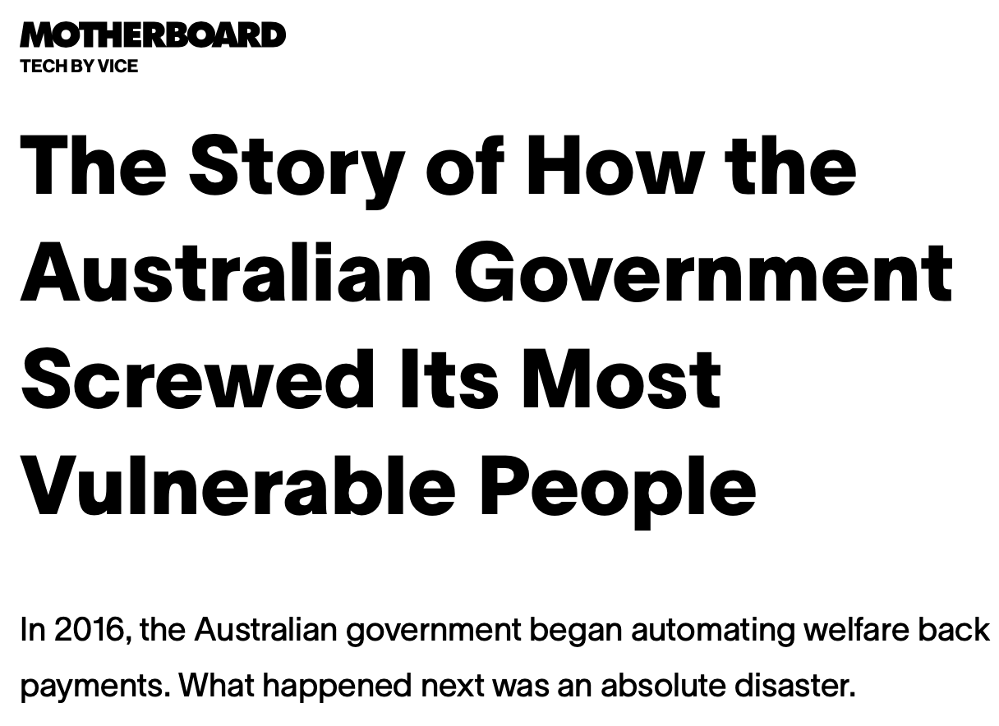 MOTHERBOARD
TECH BY VICE
The Story of How the
Australian Government
Screwed Its Most
Vulnerable People
In 2016, the Australian government began automating welfare back
payments. What happened next was an absolute disaster.